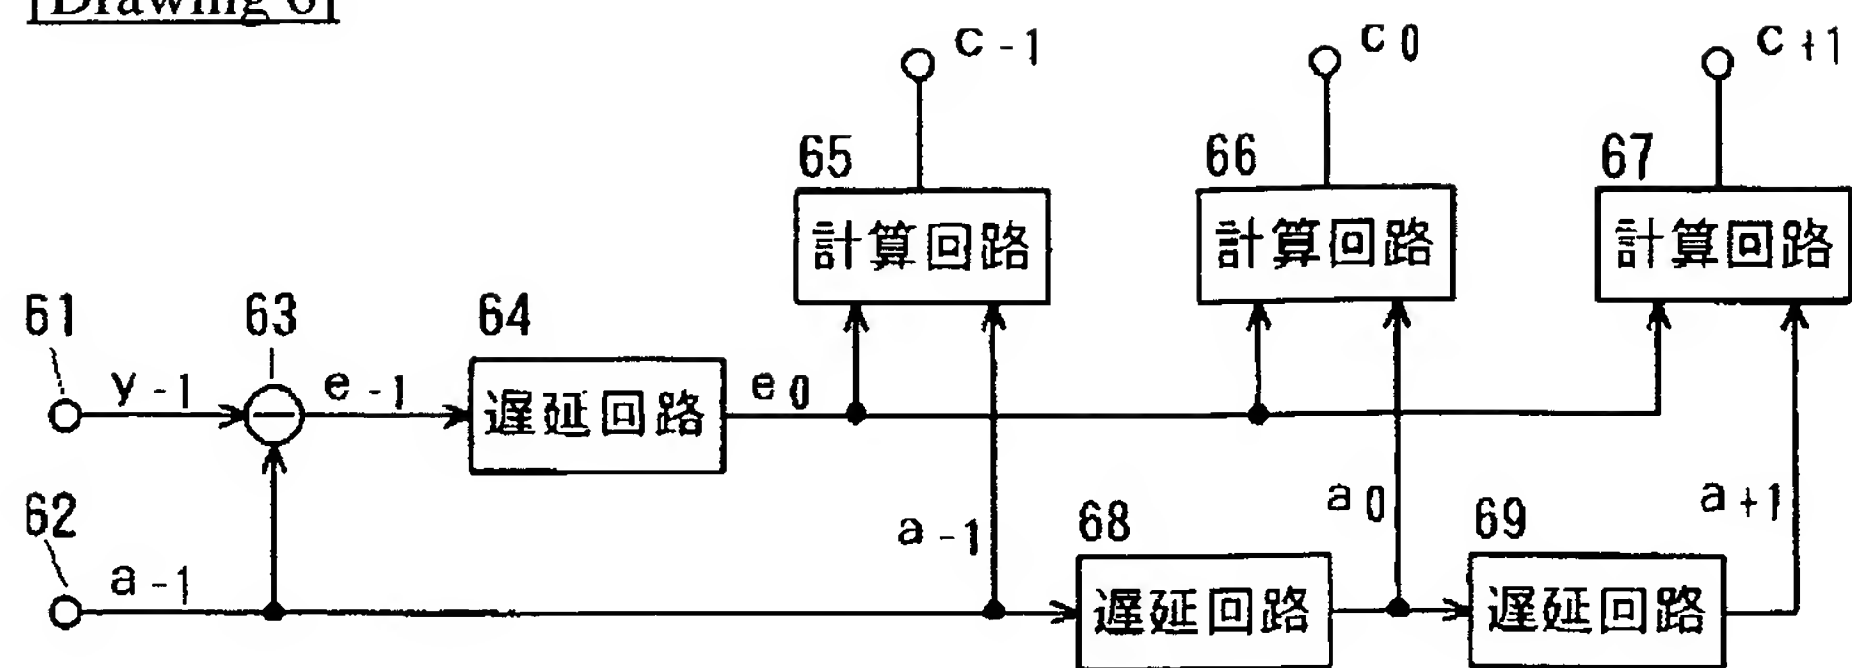 [Drawing 6]
c -1
c 0
c +1
65
66
67
計算回路
計算回路
計算回路
61
63
64
y -1
e -1
遅延回路
e 0
62
a -1
a -1
68
a 0
69
a +1
遅延回路
遅延回路